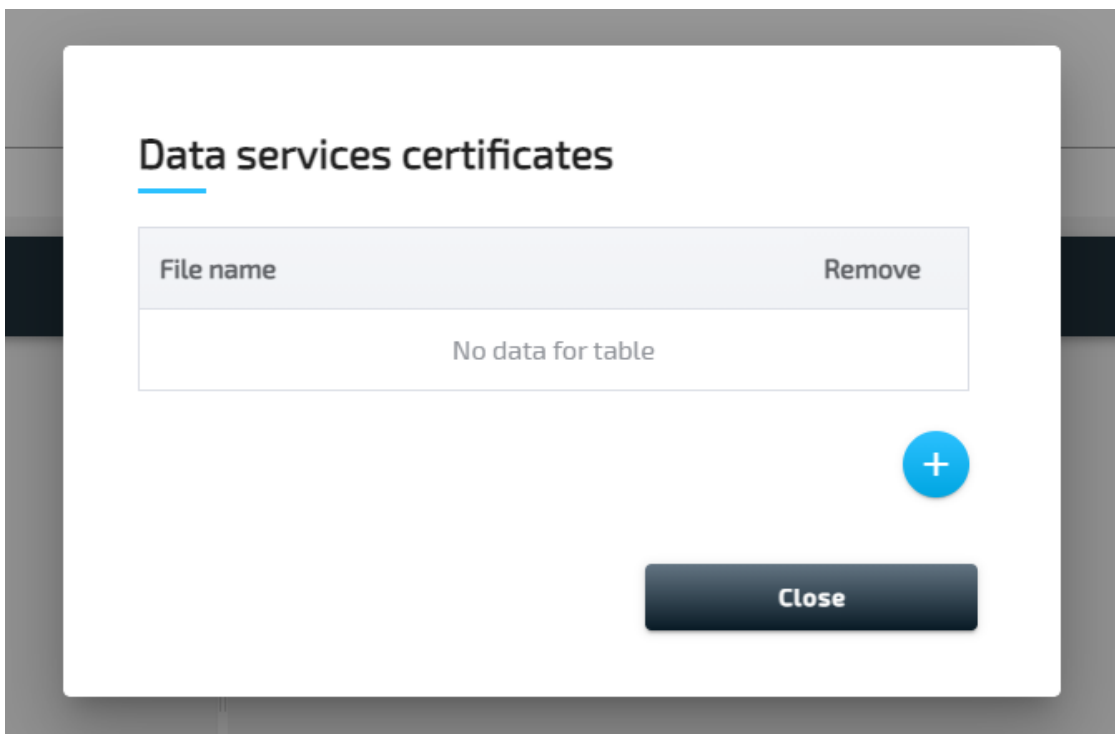 Data services certificates
File name Remove
No data for table
+
Close